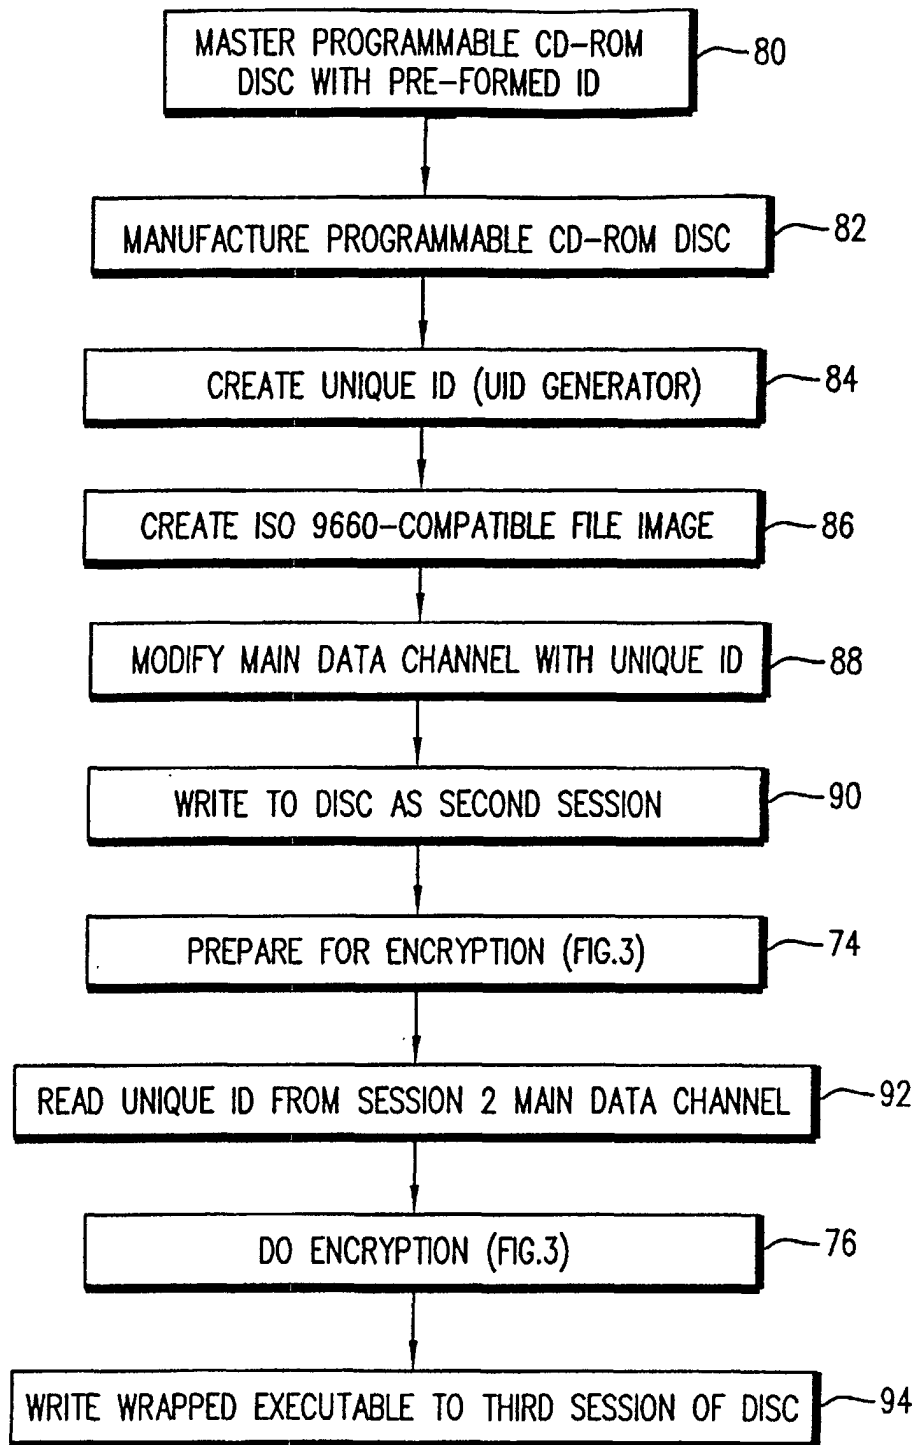 MASTER PROGRAMMABLE CD-ROM
DISC WITH PRE-FORMED ID
80
MANUFACTURE PROGRAMMABLE CD-ROM DISC
82
CREATE UNIQUE ID (UID GENERATOR)
84
CREATE ISO 9660-COMPATIBLE FILE IMAGE
86
MODIFY MAIN DATA CHANNEL WITH UNIQUE ID
88
WRITE TO DISC AS SECOND SESSION
90
PREPARE FOR ENCRYPTION (FIG.3)
74
READ UNIQUE ID FROM SESSION 2 MAIN DATA CHANNEL
92
DO ENCRYPTION (FIG.3)
76
WRITE WRAPPED EXECUTABLE TO THIRD SESSION OF DISC
94